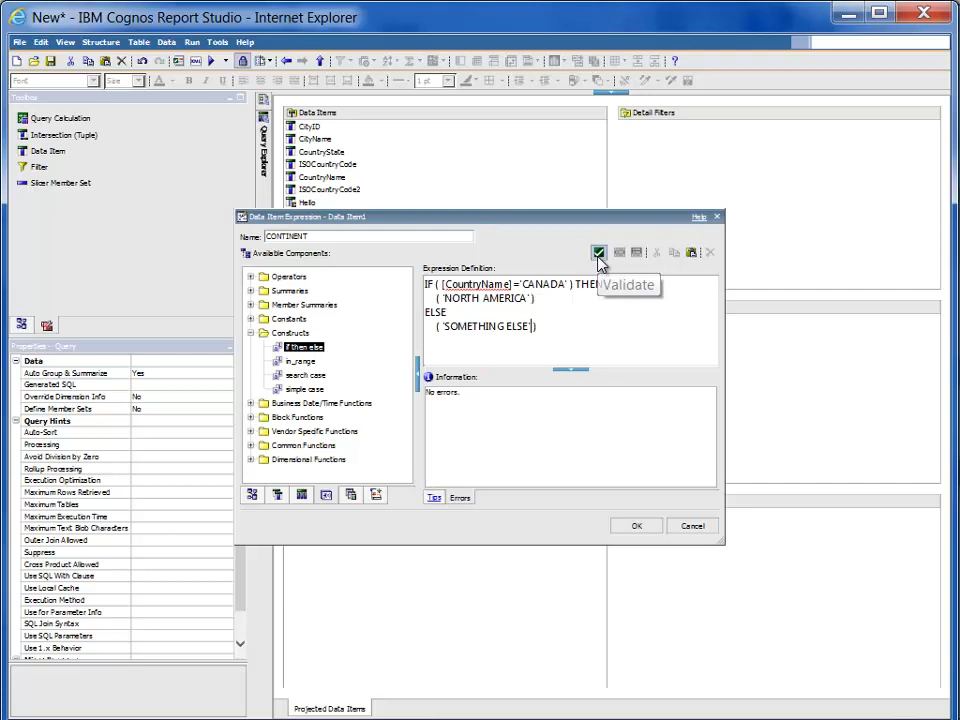 New* - IBM Cognos Report Studio - Internet Explorer
File Edit View Structure Table Data Run Tools Help
Font Size 1 pt
Toolbox
Query Calculation
Intersection (Tuple)
Data Item
Filter
Slicer Member Set
Query Explorer
Data Items
CityID
CityName
CountryState
ISOCountryCode
CountryName
ISOCountryCode2
Hello
Detail Filters
Data Item Expression - Data Item1 Help
Name: CONTINENT
Available Components:
Operators
Summaries
Member Summaries
Constants
Constructs
if then else
in_range
search case
simple case
Business Date/Time Functions
Block Functions
Vendor Specific Functions
Common Functions
Dimensional Functions
Expression Definition:
IF ( [CountryName]='CANADA' ) THEN
( 'NORTH AMERICA' )
ELSE
( 'SOMETHING ELSE')
Validate
Information:
No errors.
Tips Errors
OK Cancel
Properties - Query
Data
Auto Group & Summarize Yes
Generated SQL
Override Dimension Info No
Define Member Sets No
Query Hints
Auto-Sort
Processing
Avoid Division by Zero
Rollup Processing
Execution Optimization
Maximum Rows Retrieved
Maximum Tables
Maximum Execution Time
Maximum Text Blob Characters
Outer Join Allowed
Suppress
Cross Product Allowed
Use SQL With Clause
Use Local Cache
Execution Method
Use for Parameter Info
SQL Join Syntax
Use SQL Parameters
Use 1.x Behavior
Projected Data Items